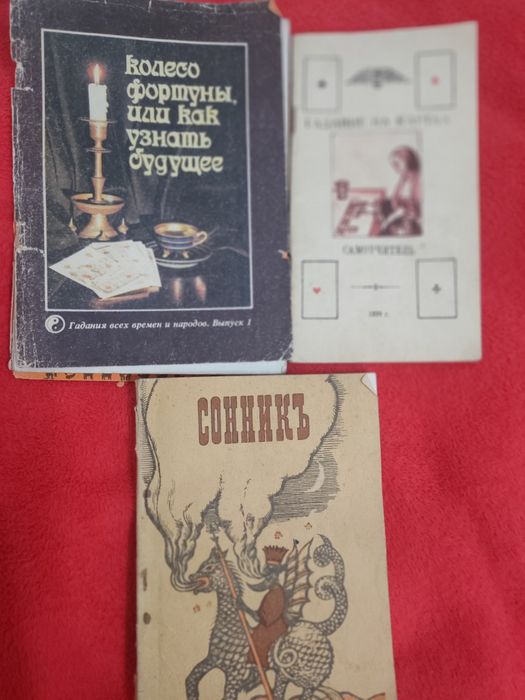 колесо
фортуны,
или как
узнать
будущее
Гадания всех времен и народов. Выпуск 1
ГАДАНИЕ НА КАРТАХ
САМОУЧИТЕЛЬ
СОННИКЪ